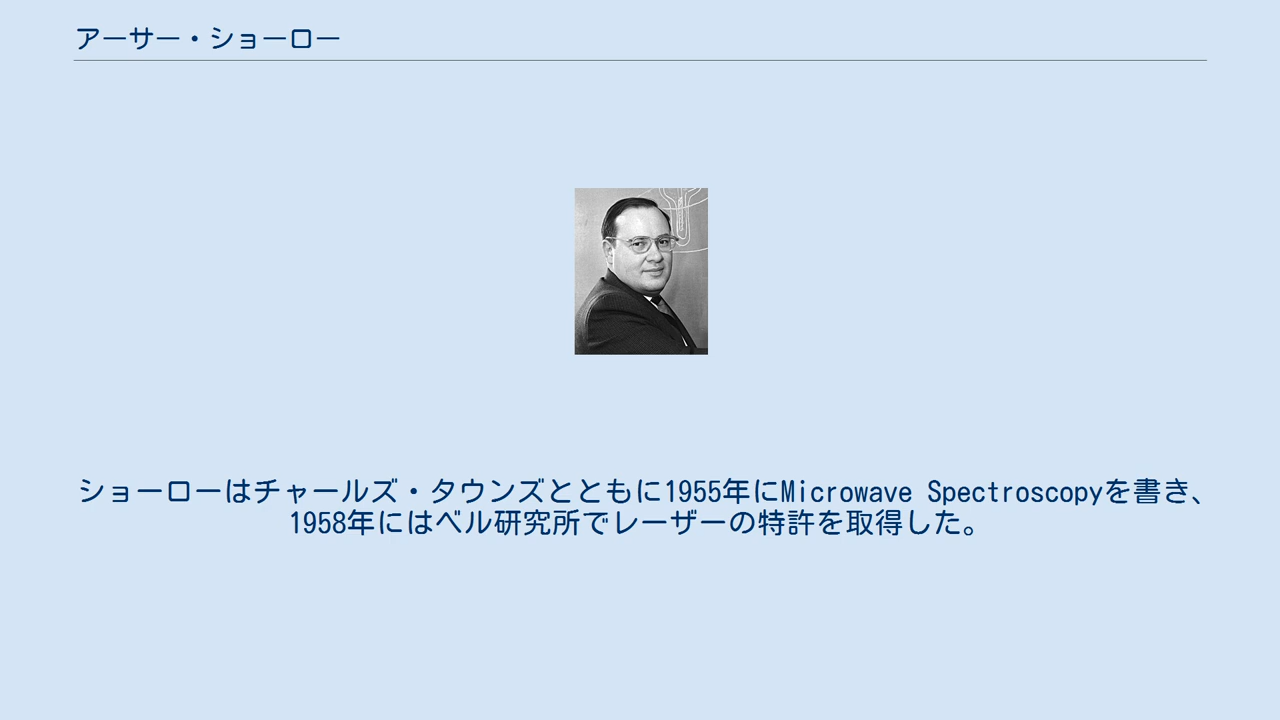 アーサー・ショーロー
ショーローはチャールズ・タウンズとともに1955年にMicrowave Spectroscopyを書き、
1958年にはベル研究所でレーザーの特許を取得した。